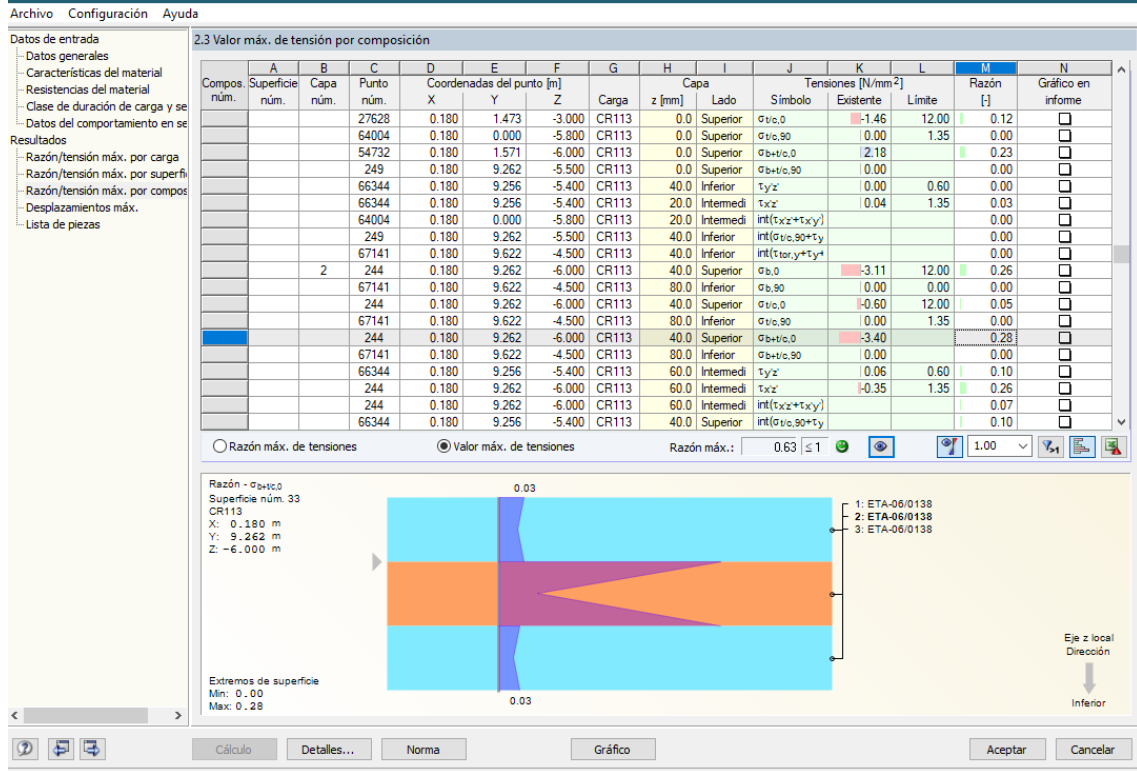 Archivo Configuración Ayuda
Datos de entrada
Datos generales
Características del material
Resistencias del material
Clase de duración de carga y se
Datos del comportamiento en se
Resultados
Razón/tensión máx. por carga
Razón/tensión máx. por superfi
Razón/tensión máx. por compos
Desplazamientos máx.
Lista de piezas
2.3 Valor máx. de tensión por composición
A B C D E F G H I J K L M N
Compos. Superficie Capa Punto Coordenadas del punto [m] Capa Tensiones [N/mm²] Razón Gráfico en
núm. núm. núm. núm. X Y Z Carga z [mm] Lado Símbolo Existente Límite [-] informe
27628 0.180 1.473 -3.000 CR113 0.0 Superior σt/c,0 -1.46 12.00 0.12
64004 0.180 0.000 -5.800 CR113 0.0 Superior σt/c,90 0.00 1.35 0.00
54732 0.180 1.571 -6.000 CR113 0.0 Superior σb+t/c,0 2.18 0.23
249 0.180 9.262 -5.500 CR113 0.0 Superior σb+t/c,90 0.00 0.00
66344 0.180 9.256 -5.400 CR113 40.0 Inferior τy'z' 0.00 0.60 0.00
66344 0.180 9.256 -5.400 CR113 20.0 Intermedi τx'z' 0.04 1.35 0.03
64004 0.180 0.000 -5.800 CR113 20.0 Intermedi int(τx'z'+τx'y') 0.00
249 0.180 9.262 -5.500 CR113 40.0 Inferior int(σt/c,90+τy 0.00
67141 0.180 9.622 -4.500 CR113 40.0 Inferior int(τtor,y+τy+ 0.00
2 244 0.180 9.262 -6.000 CR113 40.0 Superior σb,0 -3.11 12.00 0.26
67141 0.180 9.622 -4.500 CR113 80.0 Inferior σb,90 0.00 0.00 0.00
244 0.180 9.262 -6.000 CR113 40.0 Superior σt/c,0 -0.60 12.00 0.05
67141 0.180 9.622 -4.500 CR113 80.0 Inferior σt/c,90 0.00 1.35 0.00
244 0.180 9.262 -6.000 CR113 40.0 Superior σb+t/c,0 -3.40 0.28
67141 0.180 9.622 -4.500 CR113 80.0 Inferior σb+t/c,90 0.00 0.00
66344 0.180 9.256 -5.400 CR113 60.0 Intermedi τy'z' 0.06 0.60 0.10
244 0.180 9.262 -6.000 CR113 60.0 Intermedi τx'z' -0.35 1.35 0.26
244 0.180 9.262 -6.000 CR113 60.0 Intermedi int(τx'z'+τx'y') 0.07
66344 0.180 9.256 -5.400 CR113 40.0 Superior int(σt/c,90+τy 0.10
Razón máx. de tensiones Valor máx. de tensiones Razón máx.: 0.63 ≤ 1 1.00
Razón - σb+t/c,0
Superficie núm. 33
CR113
X: 0.180 m
Y: 9.262 m
Z: -6.000 m
0.03
1: ETA-06/0138
2: ETA-06/0138
3: ETA-06/0138
0.03
Extremos de superficie
Min: 0.00
Max: 0.28
Eje z local
Dirección
Inferior
Cálculo Detalles... Norma Gráfico Aceptar Cancelar